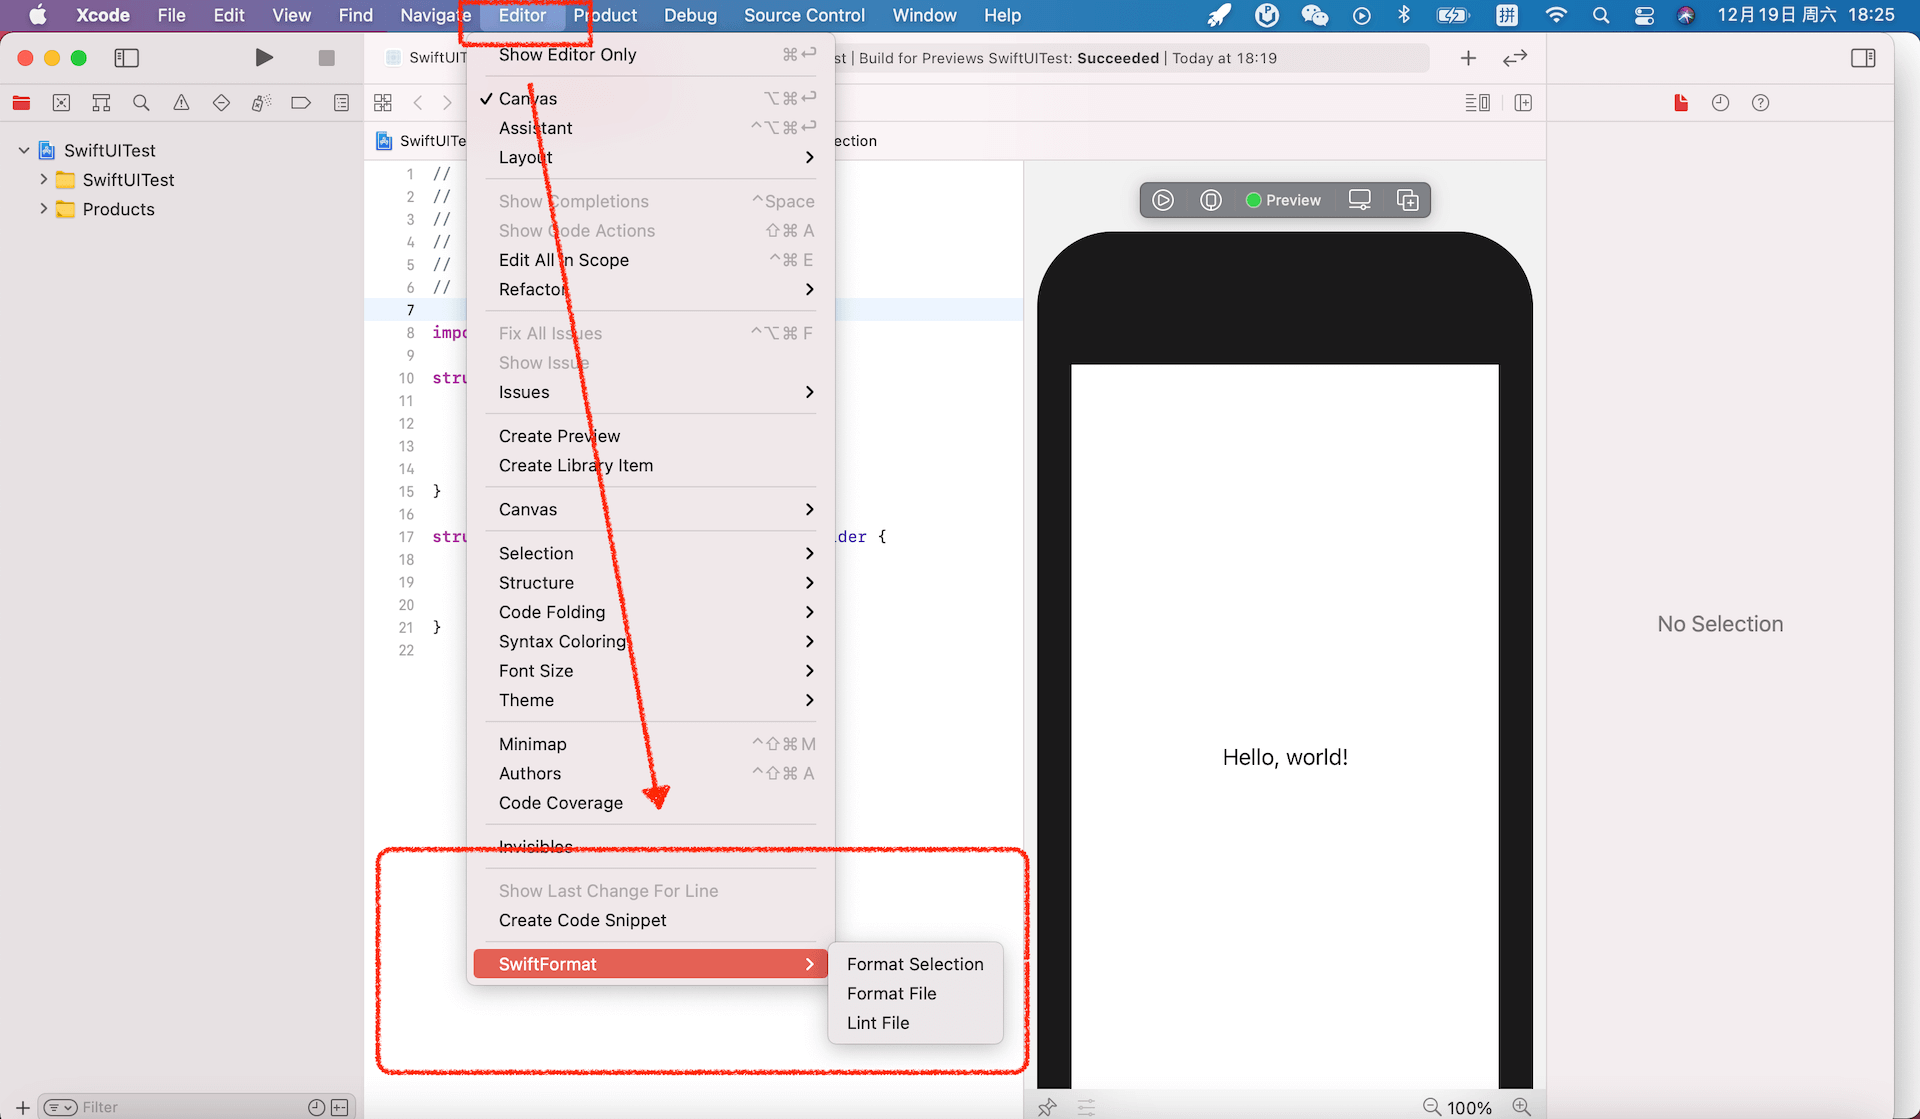 Xcode File Edit View Find Navigate Editor Product Debug Source Control Window Help 拼 12月19日 周六 18:25
SwiftUIT st | Build for Previews SwiftUITest: Succeeded | Today at 18:19
SwiftUITes ection
SwiftUITest
SwiftUITest
Products
Show Editor Only ⌘↩
✓ Canvas ⌥⌘↩
Assistant ^⌥⌘↩
Layout
Show Completions ^Space
Show Code Actions ⇧⌘A
Edit All in Scope ^⌘E
Refactor
Fix All Issues ^⌥⌘F
Show Issue
Issues
Create Preview
Create Library Item
Canvas
Selection
Structure
Code Folding
Syntax Coloring
Font Size
Theme
Minimap ^⇧⌘M
Authors ^⇧⌘A
Code Coverage
Invisibles
Show Last Change For Line
Create Code Snippet
SwiftFormat
Format Selection
Format File
Lint File
1 //
2 //
3 //
4 //
5 //
6 //
7
8 impo
9
10 stru
11
12
13
14
15 }
16
17 stru ider {
18
19
20
21 }
22
Preview
Hello, world!
No Selection
Filter
100%